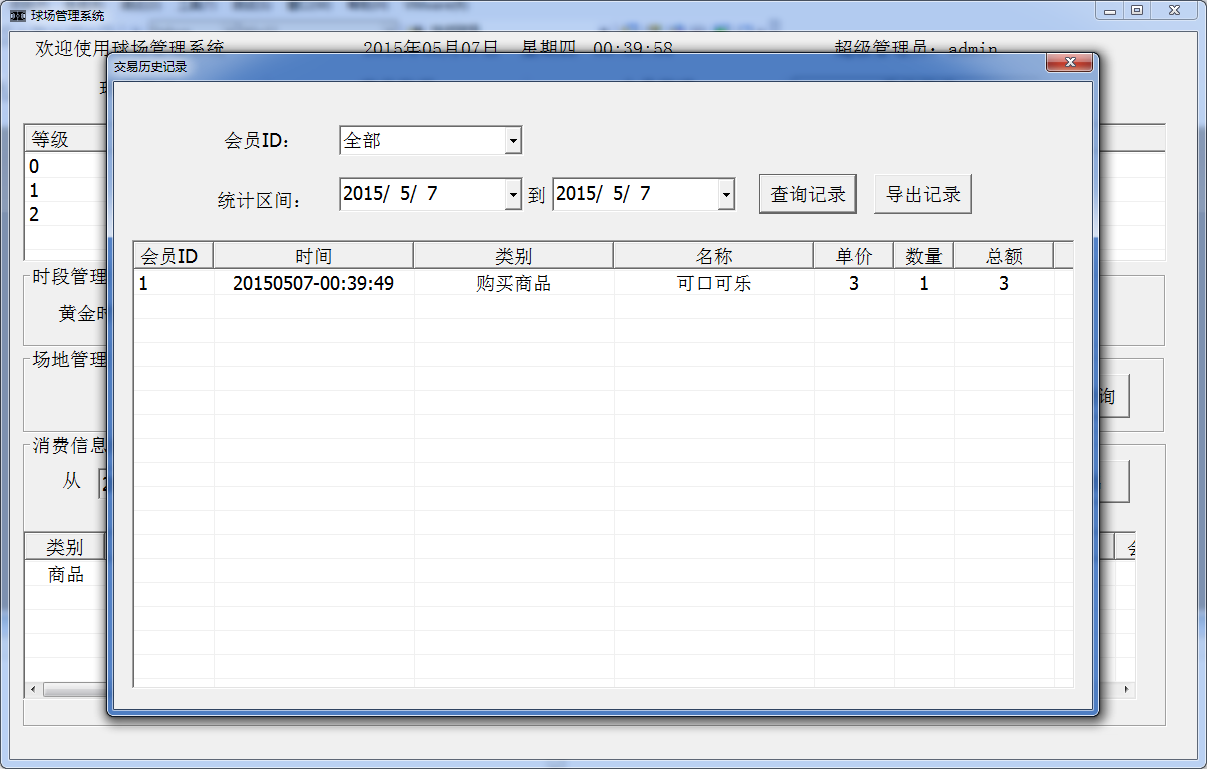 球场管理系统
欢迎使用球场管理系统 2015年05月07日 星期四 00:39:58 超级管理员: admin
交易历史记录
会员ID: 全部
统计区间: 2015/ 5/ 7 到 2015/ 5/ 7 查询记录 导出记录
会员ID 时间 类别 名称 单价 数量 总额
1 20150507-00:39:49 购买商品 可口可乐 3 1 3
等级
0
1
2
时段管理
黄金时
场地管理
询
消费信息
从 2
类别
商品